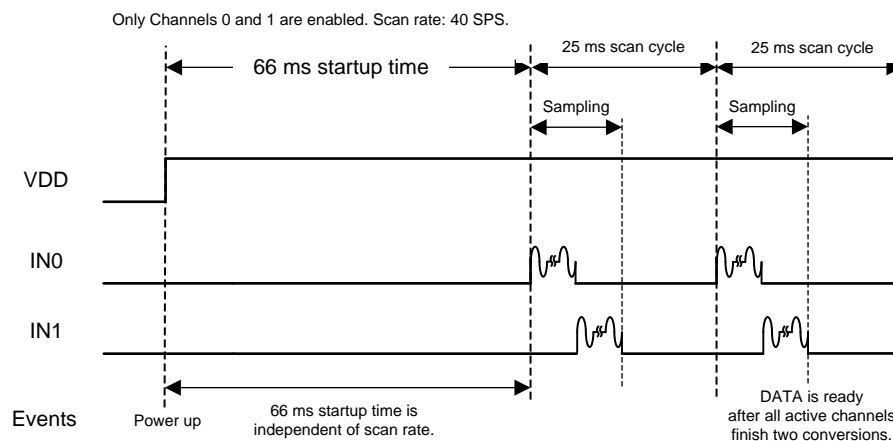 Only Channels 0 and 1 are enabled. Scan rate: 40 SPS.
66 ms startup time
25 ms scan cycle
25 ms scan cycle
Sampling
Sampling
VDD
IN0
IN1
Events
Power up
66 ms startup time is
independent of scan rate.
DATA is ready
after all active channels
finish two conversions.